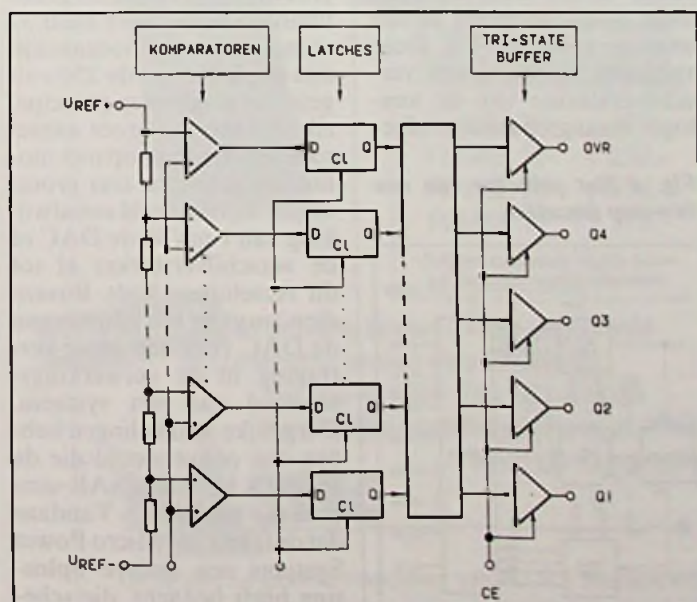 KOMPARATOREN
LATCHES
TRI-STATE
BUFFER
UREF+
D Q
Cl
OVR
D Q
Cl
Q4
Q3
D Q
Cl
Q2
D Q
Cl
Q1
UREF-
CE